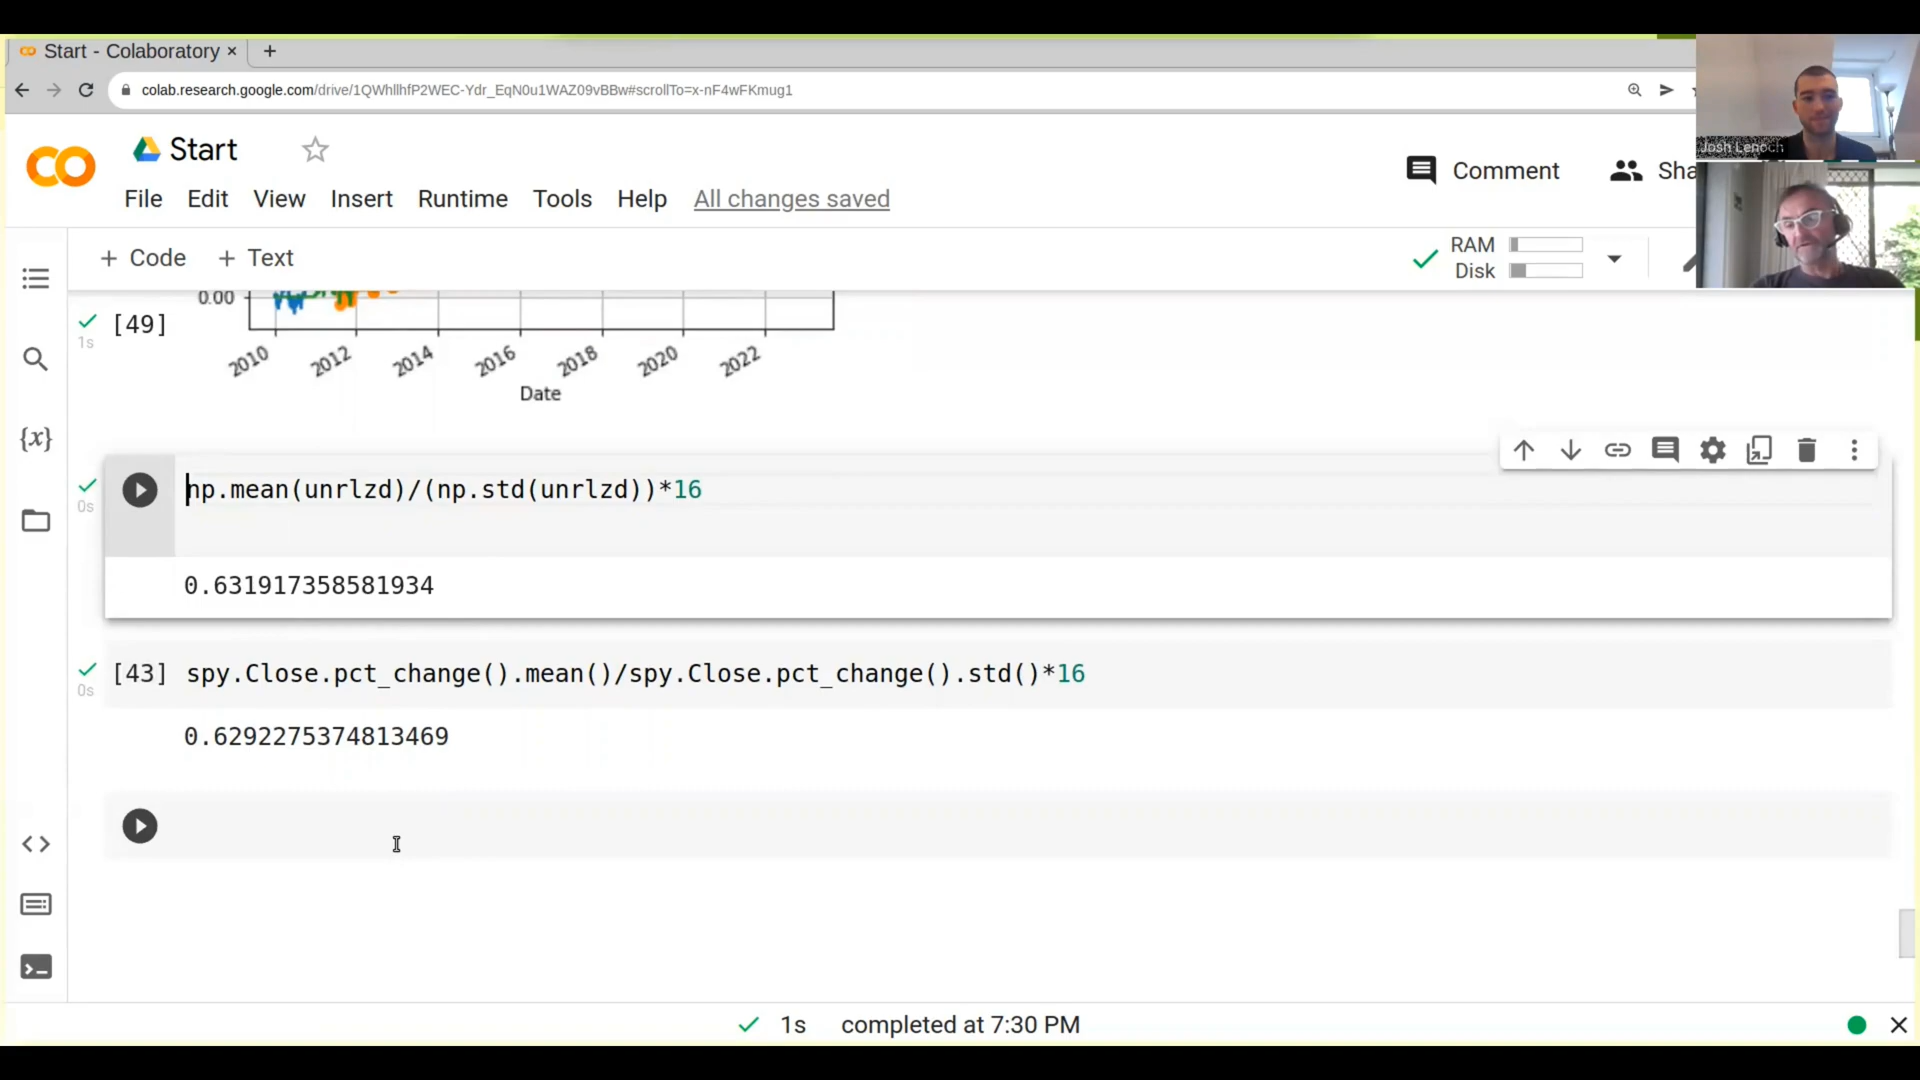 Start - Colaboratory
colab.research.google.com/drive/1QWhllhfP2WEC-Ydr_EqN0u1WAZ09vBBw#scrollTo=x-nF4wFKmug1
Start
File Edit View Insert Runtime Tools Help All changes saved
Comment
Sha
Josh Lenoch
+ Code + Text
RAM
Disk
[49]
1s
0.00
2010 2012 2014 2016 2018 2020 2022
Date
{x}
0s
np.mean(unrlzd)/(np.std(unrlzd))*16
0.631917358581934
0s
[43] spy.Close.pct_change().mean()/spy.Close.pct_change().std()*16
0.6292275374813469
1s completed at 7:30 PM